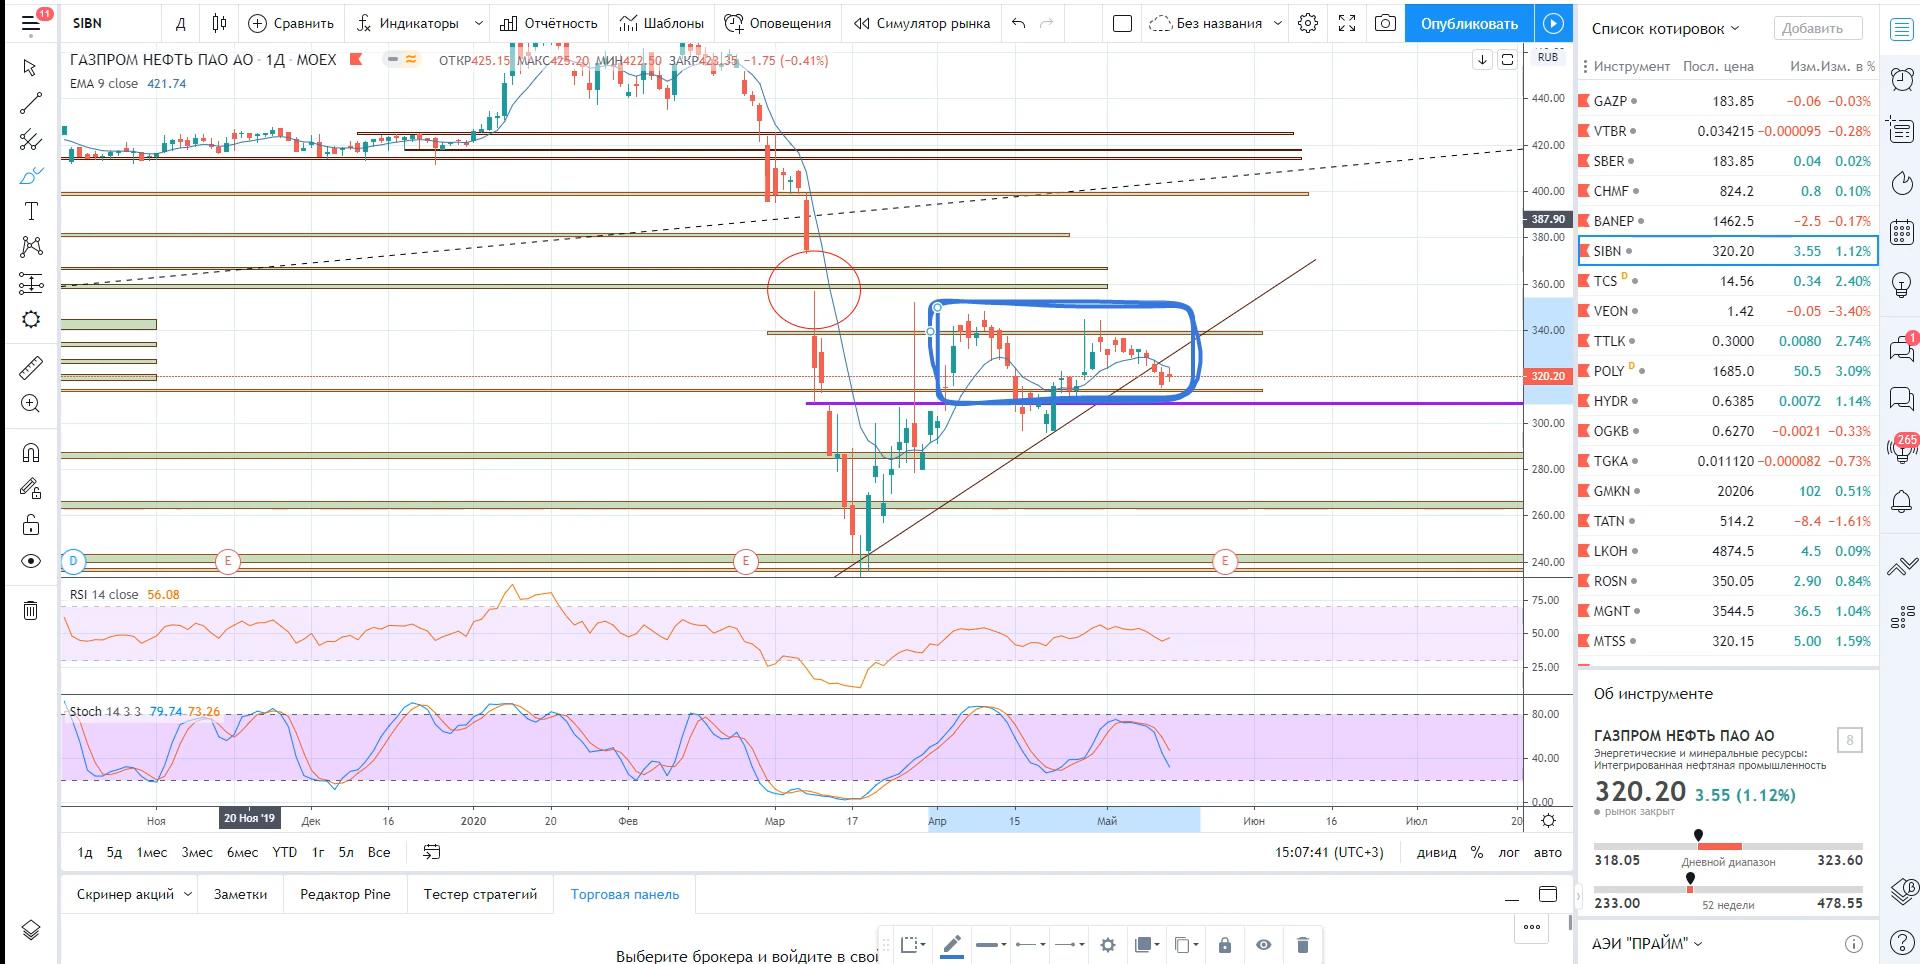 11 SIBN Д Сравнить Индикаторы Отчётность Шаблоны Оповещения Симулятор рынка Без названия Опубликовать
ГАЗПРОМ НЕФТЬ ПАО АО · 1Д · MOEX ОТКР425.15 МАКС425.20 МИН422.50 ЗАКР423.35 −1.75 (−0.41%)
EMA 9 close 421.74
RUB
440.00
420.00
400.00
387.90
380.00
360.00
340.00
320.20
300.00
280.00
260.00
240.00
D E E E
RSI 14 close 56.08
75.00
50.00
25.00
Stoch 14 3 3 79.74 73.26
80.00
40.00
0.00
Ноя 20 Ноя '19 Дек 16 2020 20 Фев Мар 17 Апр 15 Май Июн 16 Июл 20
1д 5д 1мес 3мес 6мес YTD 1г 5л Все 15:07:41 (UTC+3) дивид % лог авто
Скринер акций Заметки Редактор Pine Тестер стратегий Торговая панель
Выберите брокера и войдите в свой
Список котировок Добавить
Инструмент Посл. цена Изм. Изм. в %
GAZP 183.85 −0.06 −0.03%
VTBR 0.034215 −0.000095 −0.28%
SBER 183.85 0.04 0.02%
CHMF 824.2 0.8 0.10%
BANEP 1462.5 −2.5 −0.17%
SIBN 320.20 3.55 1.12%
TCS D 14.56 0.34 2.40%
VEON 1.42 −0.05 −3.40%
TTLK 0.3000 0.0080 2.74%
POLY D 1685.0 50.5 3.09%
HYDR 0.6385 0.0072 1.14%
OGKB 0.6270 −0.0021 −0.33%
TGKA 0.011120 −0.000082 −0.73%
GMKN 20206 102 0.51%
TATN 514.2 −8.4 −1.61%
LKOH 4874.5 4.5 0.09%
ROSN 350.05 2.90 0.84%
MGNT 3544.5 36.5 1.04%
MTSS 320.15 5.00 1.59%
Об инструменте
ГАЗПРОМ НЕФТЬ ПАО АО 8
Энергетические и минеральные ресурсы:
Интегрированная нефтяная промышленность
320.20 3.55 (1.12%)
рынок закрыт
318.05 Дневной диапазон 323.60
233.00 52 недели 478.55
АЭИ "ПРАЙМ"
1
265